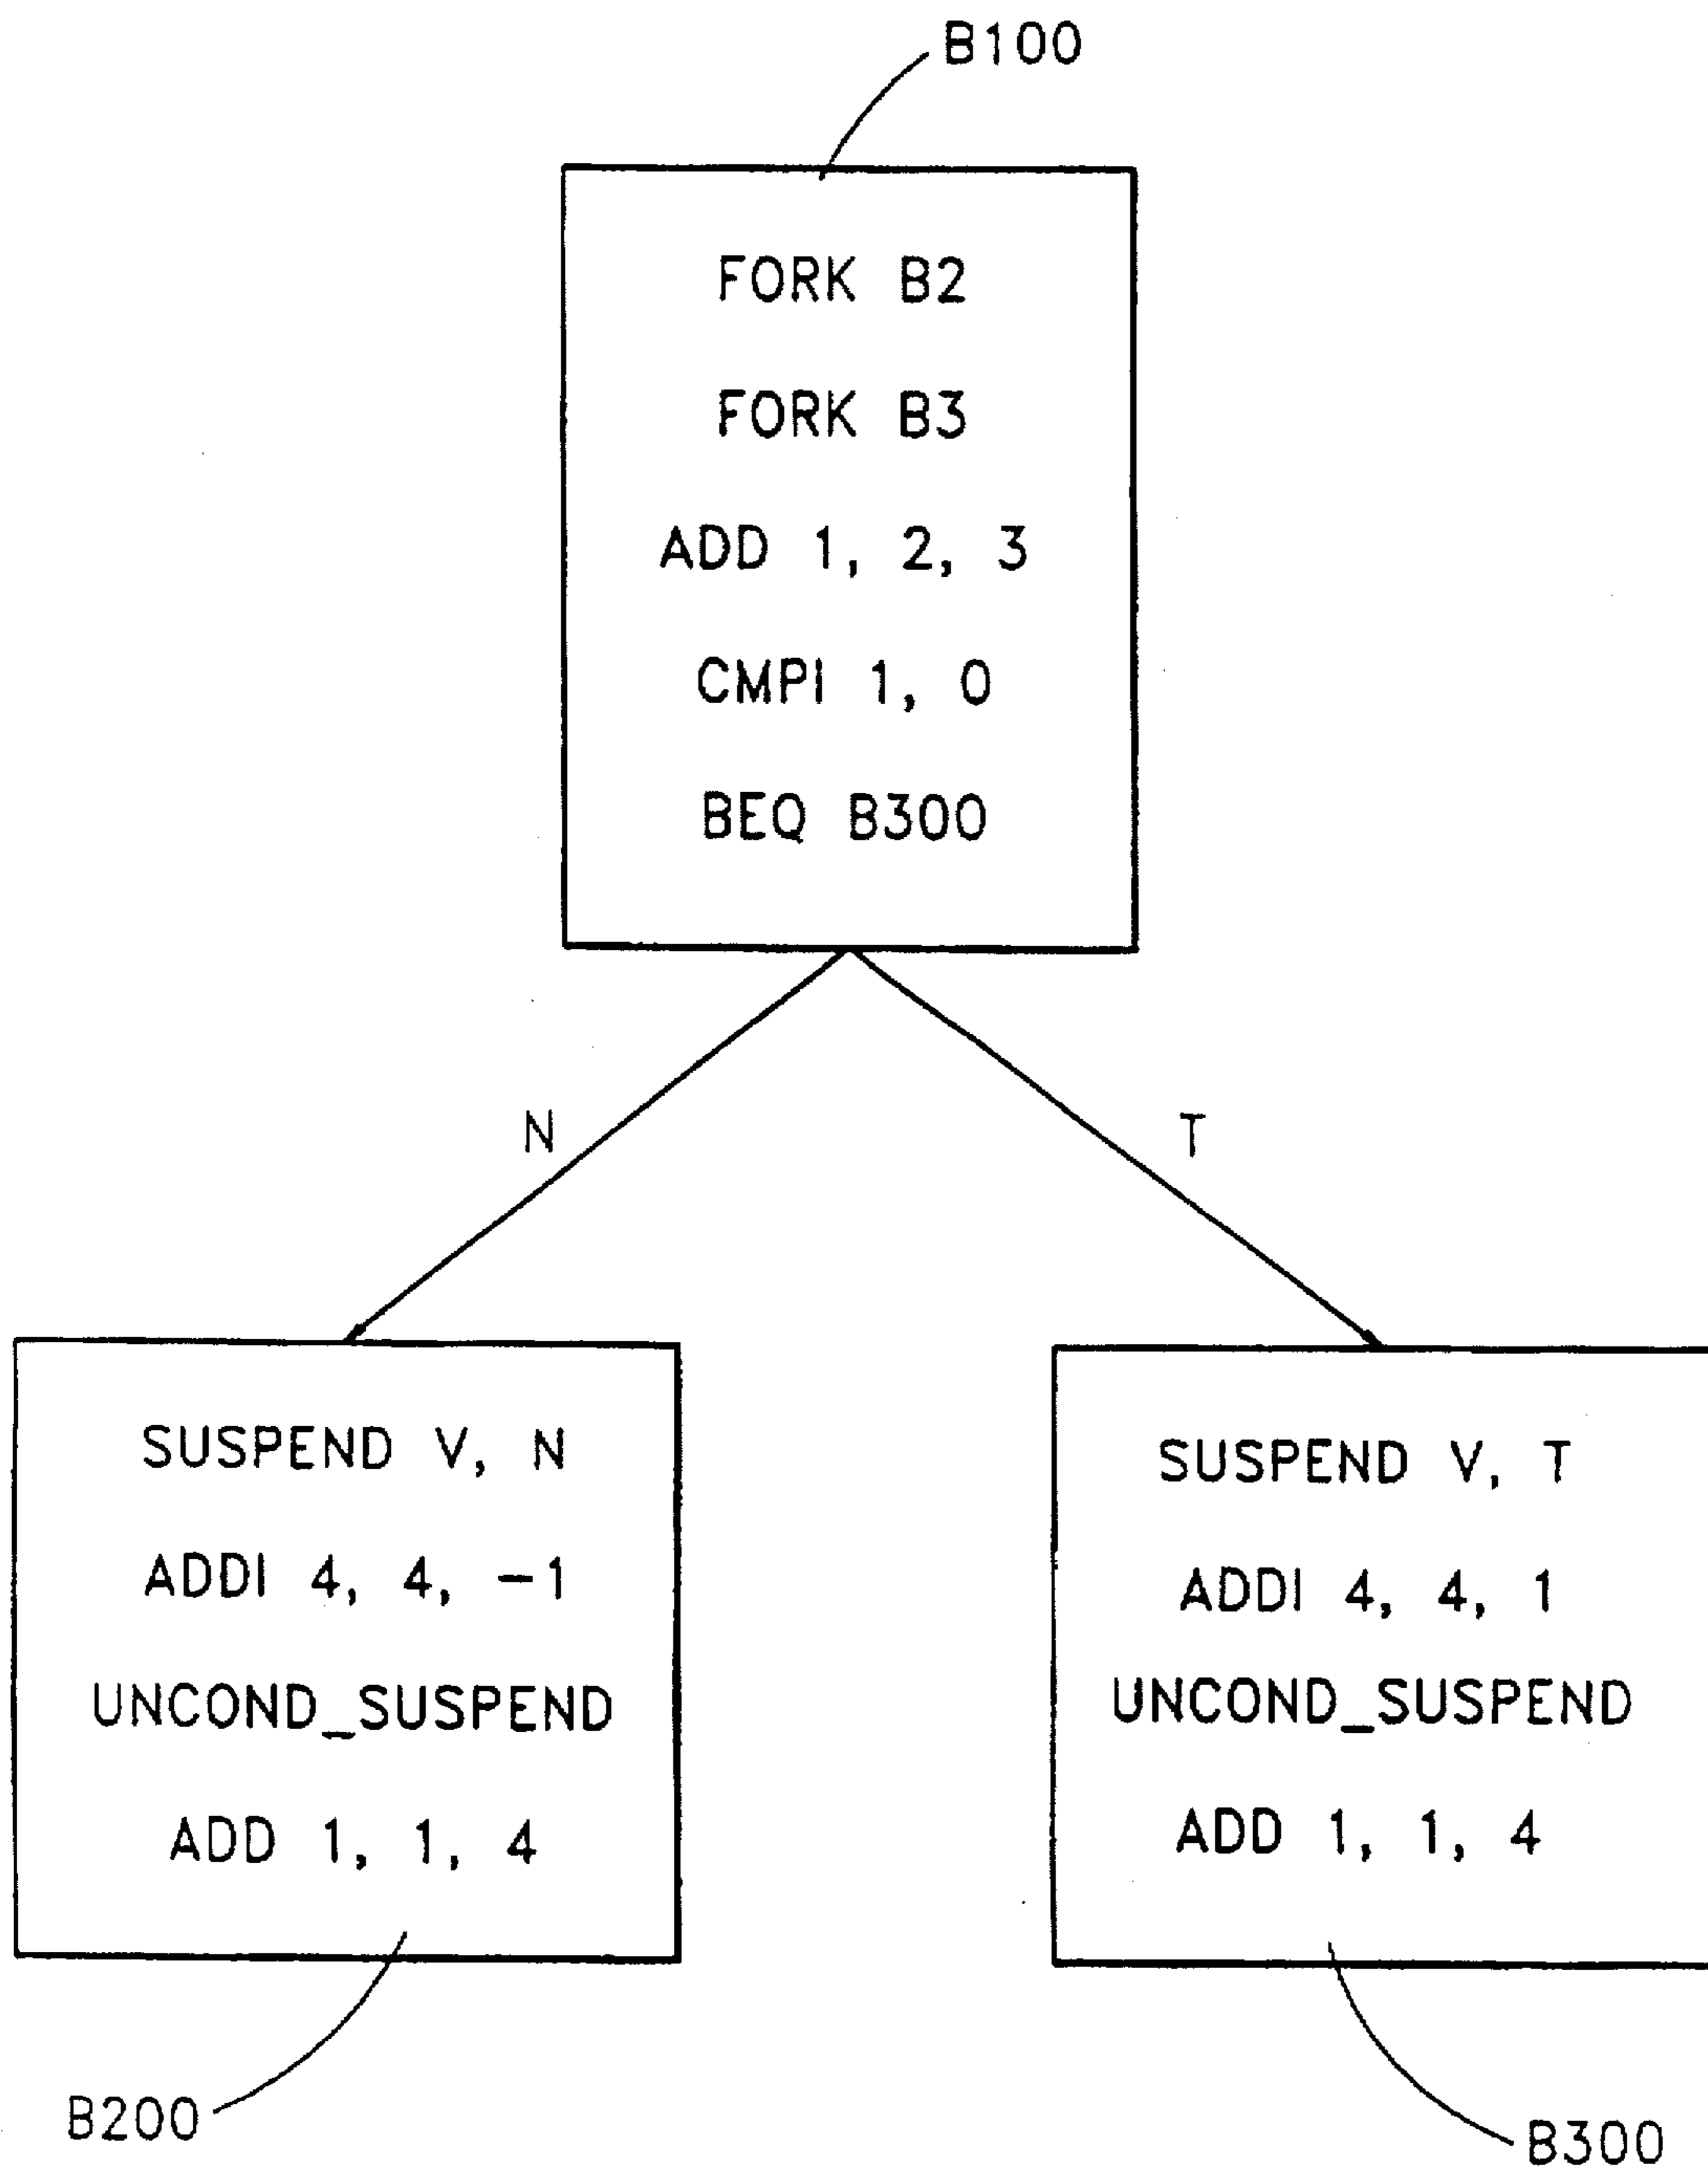 B100
FORK B2
FORK B3
ADD 1, 2, 3
CMPI 1, 0
BEQ B300
N
T
SUSPEND V, N
ADDI 4, 4, -1
UNCOND_SUSPEND
ADD 1, 1, 4
SUSPEND V, T
ADDI 4, 4, 1
UNCOND_SUSPEND
ADD 1, 1, 4
B200
B300